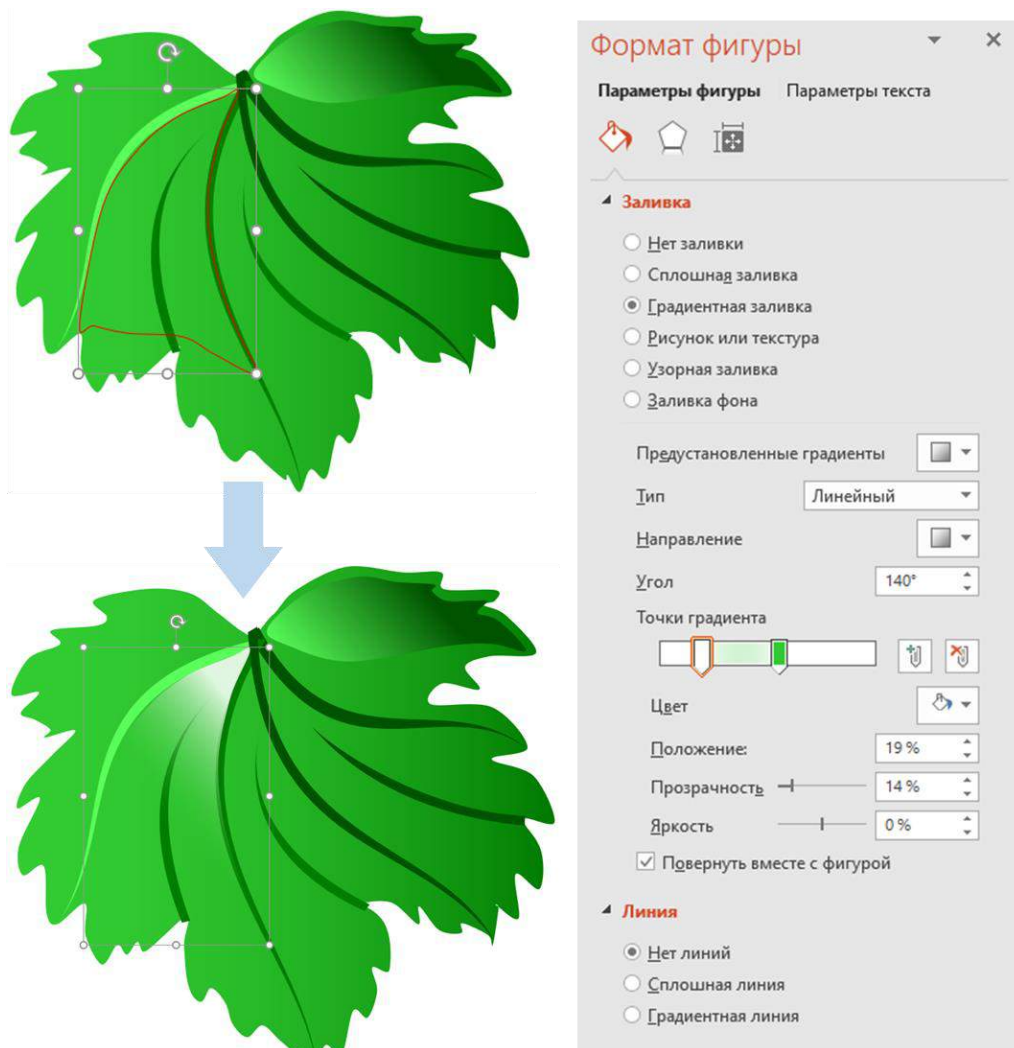 Формат фигуры
Параметры фигуры Параметры текста
Заливка
Нет заливки
Сплошная заливка
Градиентная заливка
Рисунок или текстура
Узорная заливка
Заливка фона
Предустановленные градиенты
Тип Линейный
Направление
Угол 140°
Точки градиента
Цвет
Положение: 19 %
Прозрачность 14 %
Яркость 0 %
Повернуть вместе с фигурой
Линия
Нет линий
Сплошная линия
Градиентная линия